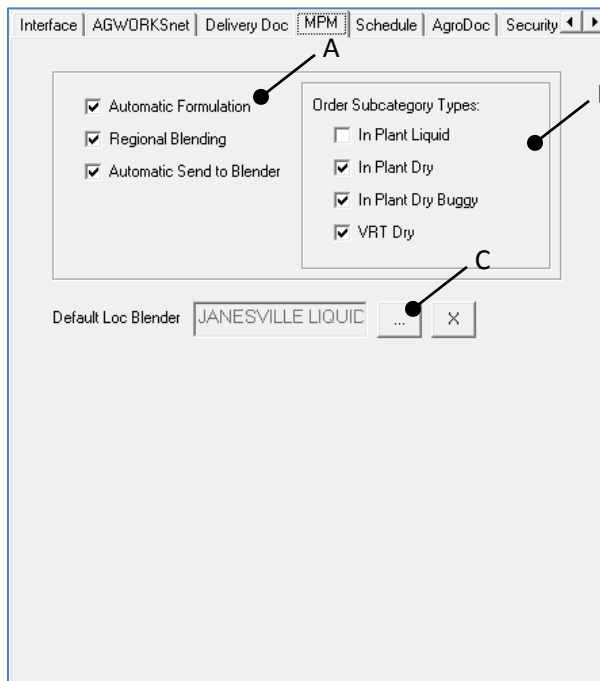 Interface AGWORKSnet Delivery Doc MPM Schedule AgroDoc Security
A
Automatic Formulation
Regional Blending
Automatic Send to Blender
Order Subcategory Types:
In Plant Liquid
In Plant Dry
In Plant Dry Buggy
VRT Dry
C
Default Loc Blender JANESVILLE LIQUID ... X